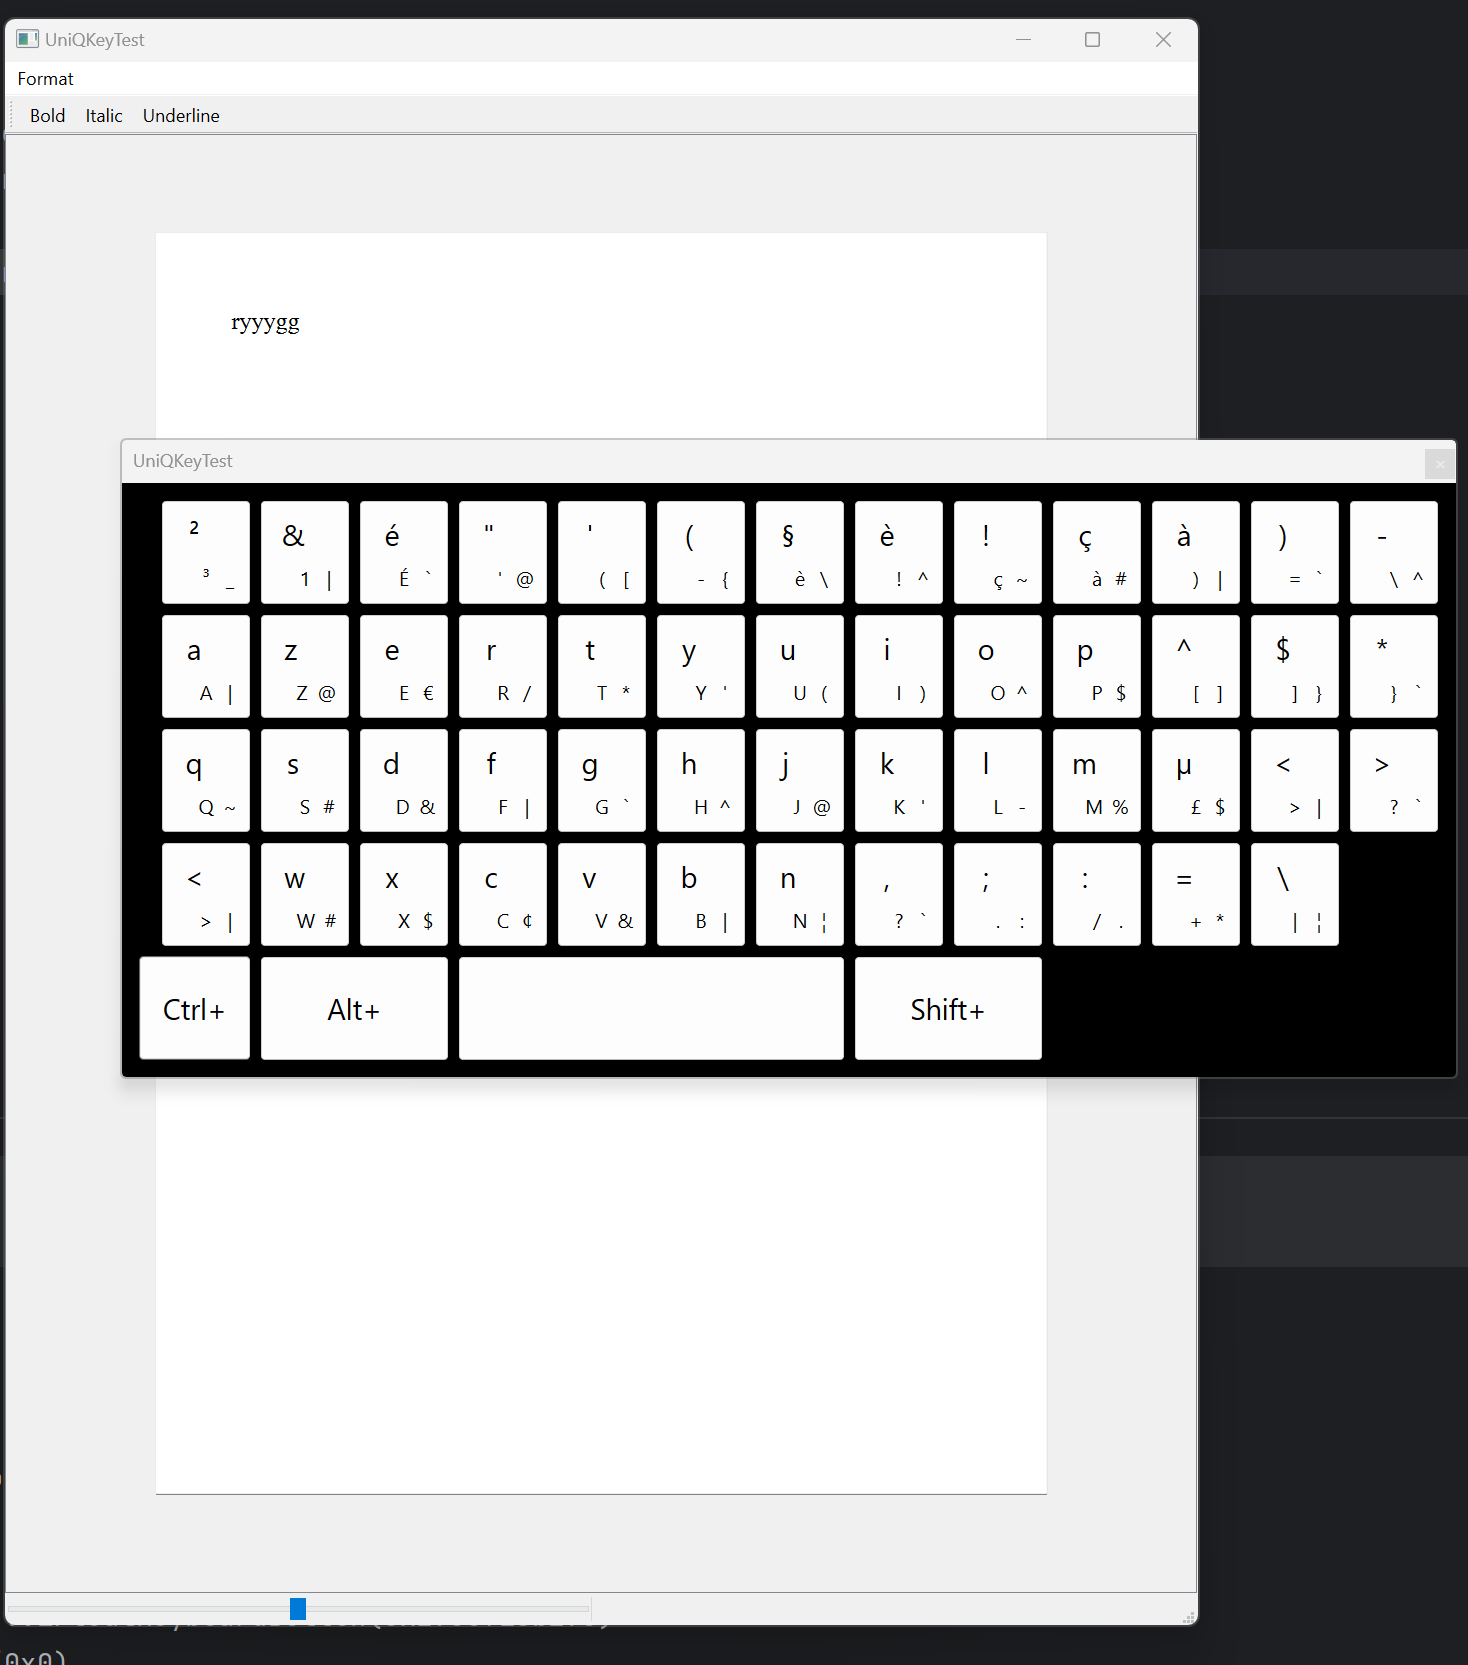 UniQKeyTest
Format
Bold Italic Underline
ryyygg
UniQKeyTest
² & é " ' ( § è ! ç à ) -
³ _ 1 | É ` ' @ ( [ - { è \ ! ^ ç ~ à # ) | = ` \ ^
a z e r t y u i o p ^ $ *
A | Z @ E € R / T * Y ' U ( I ) O ^ P $ [ ] ] } } `
q s d f g h j k l m µ < >
Q ~ S # D & F | G ` H ^ J @ K ' L - M % £ $ > | ? `
< w x c v b n , ; : = \
> | W # X $ C ¢ V & B | N ¦ ? ` . : / . + * | ¦
Ctrl+ Alt+ Shift+
0x0)